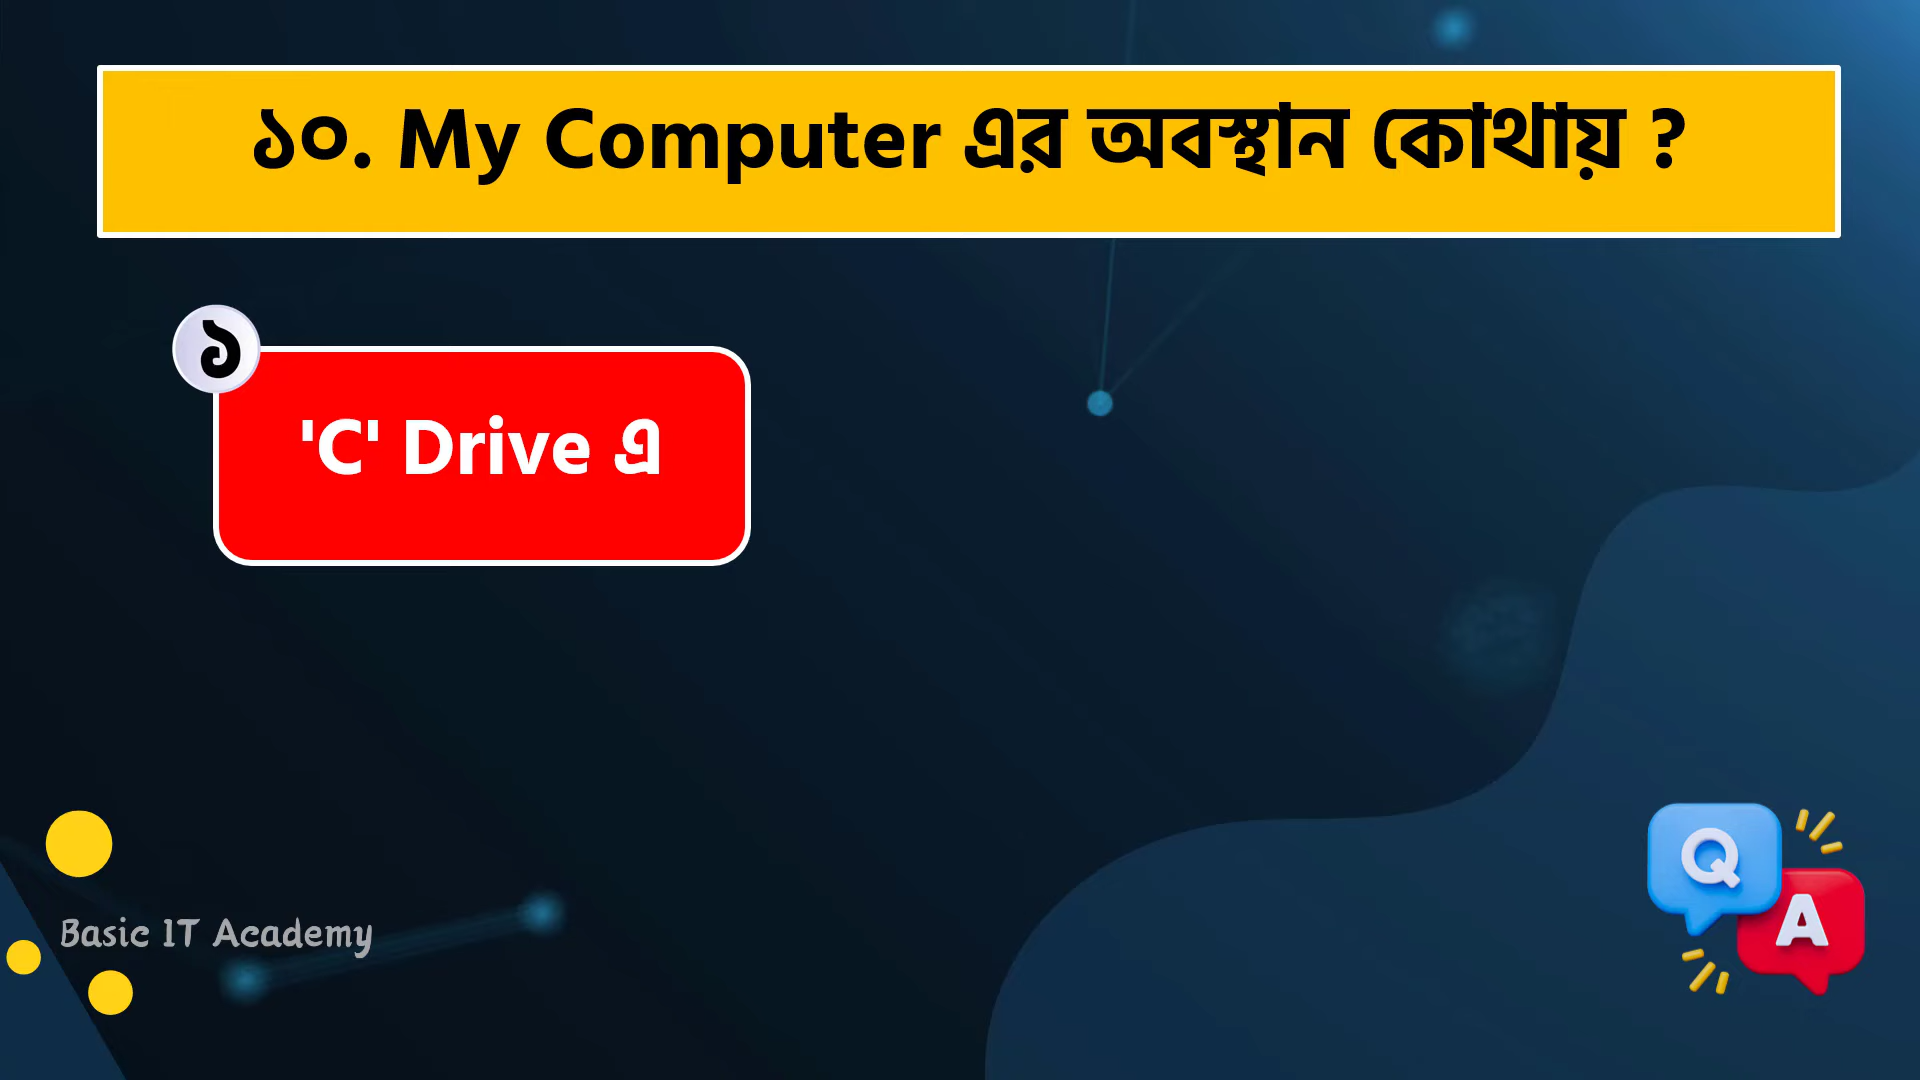 ১০. My Computer এর অবস্থান কোথায় ?
১
'C' Drive এ
Basic IT Academy
Q
A